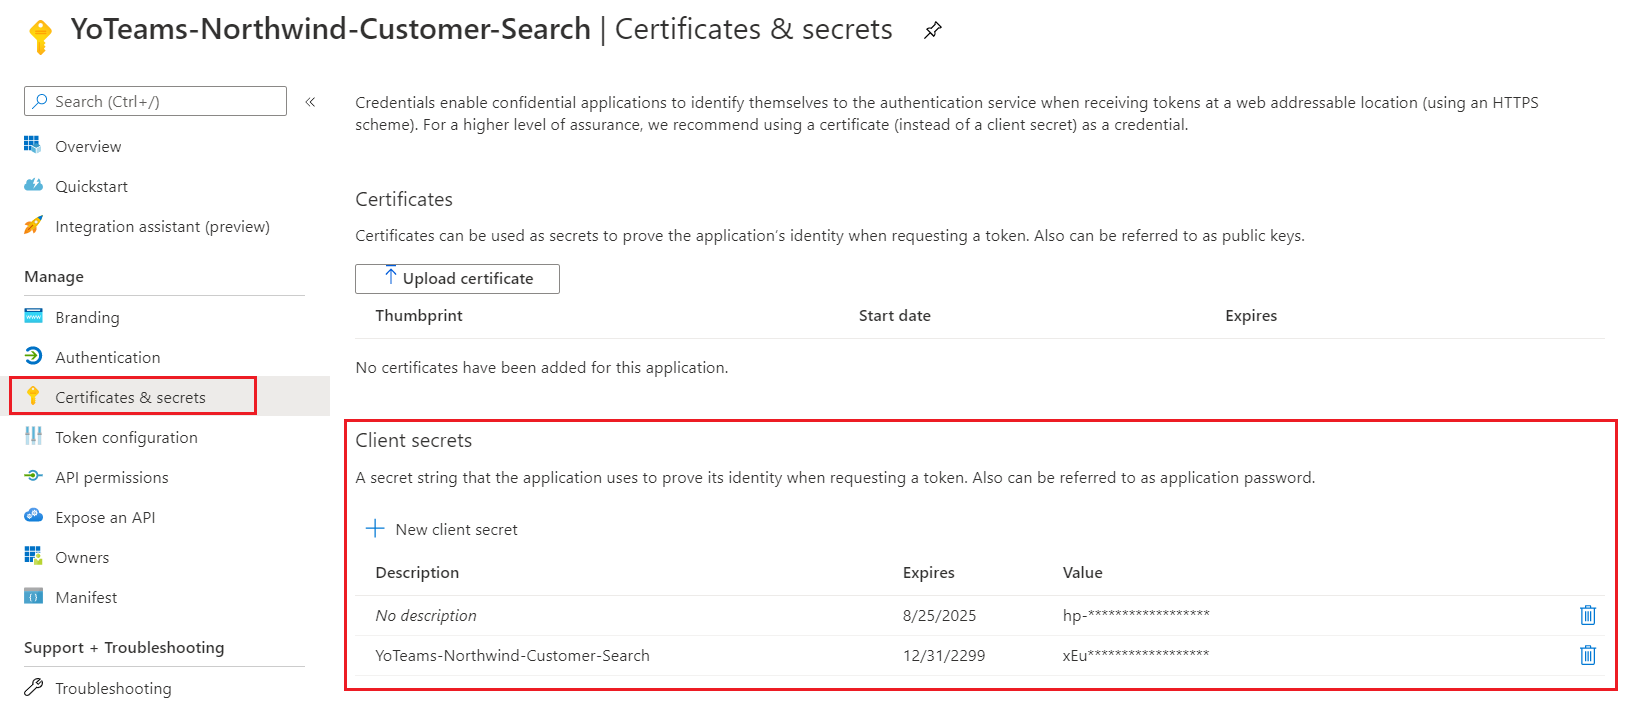 YoTeams-Northwind-Customer-Search | Certificates & secrets
Search (Ctrl+/)
«
Overview
Quickstart
Integration assistant (preview)
Manage
Branding
Authentication
Certificates & secrets
Token configuration
API permissions
Expose an API
Owners
Manifest
Support + Troubleshooting
Troubleshooting
Credentials enable confidential applications to identify themselves to the authentication service when receiving tokens at a web addressable location (using an HTTPS
scheme). For a higher level of assurance, we recommend using a certificate (instead of a client secret) as a credential.
Certificates
Certificates can be used as secrets to prove the application's identity when requesting a token. Also can be referred to as public keys.
Upload certificate
Thumbprint Start date Expires
No certificates have been added for this application.
Client secrets
A secret string that the application uses to prove its identity when requesting a token. Also can be referred to as application password.
New client secret
Description Expires Value
No description 8/25/2025 hp-******************
YoTeams-Northwind-Customer-Search 12/31/2299 xEu******************